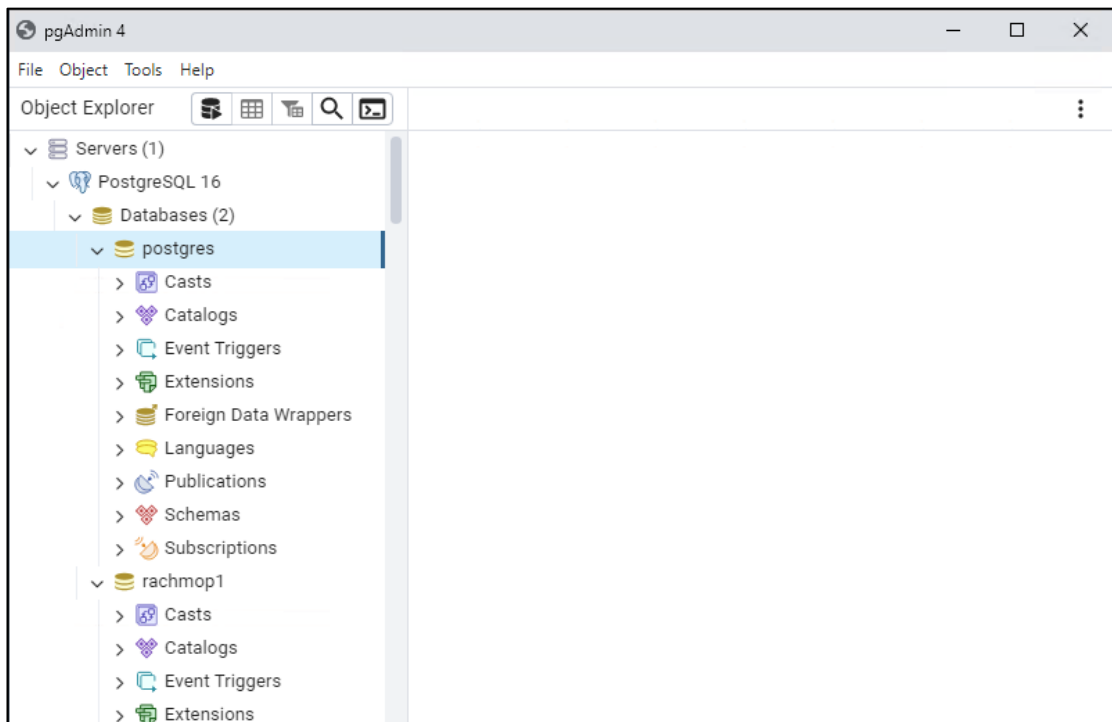 pgAdmin 4
File Object Tools Help
Object Explorer
Servers (1)
PostgreSQL 16
Databases (2)
postgres
Casts
Catalogs
Event Triggers
Extensions
Foreign Data Wrappers
Languages
Publications
Schemas
Subscriptions
rachmop1
Casts
Catalogs
Event Triggers
Extensions